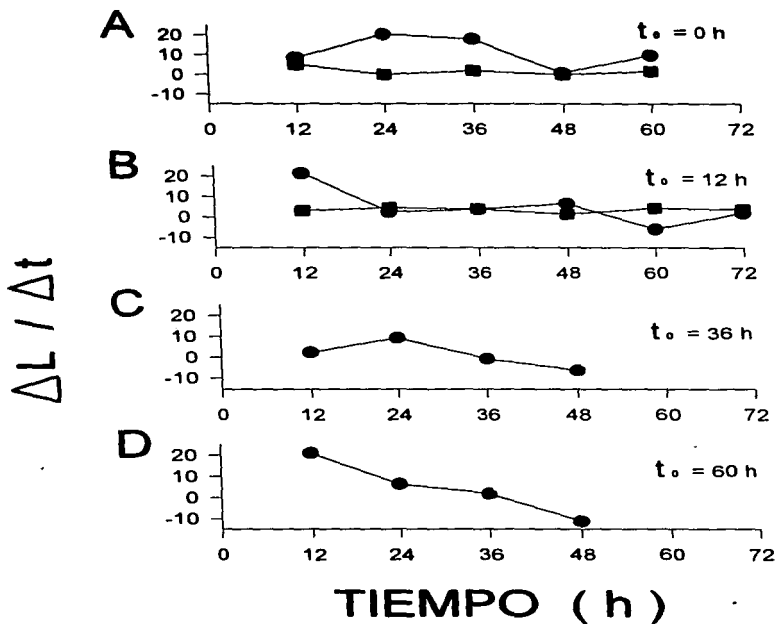 A
t₀ = 0 h
20
10
0
-10
0 12 24 36 48 60 72
B
t₀ = 12 h
20
10
0
-10
0 12 24 36 48 60 72
C
t₀ = 36 h
20
10
0
-10
0 12 24 36 48 60 72
D
t₀ = 60 h
20
10
0
-10
0 12 24 36 48 60 72
ΔL / Δt
TIEMPO (h)